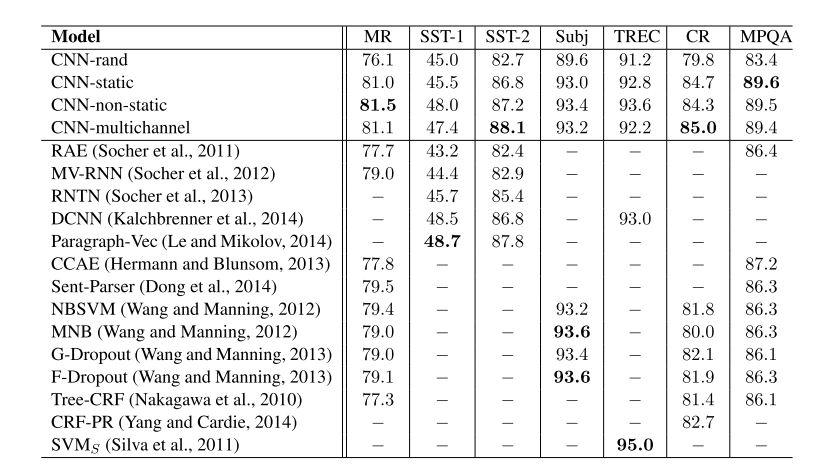 Model MR SST-1 SST-2 Subj TREC CR MPQA
CNN-rand 76.1 45.0 82.7 89.6 91.2 79.8 83.4
CNN-static 81.0 45.5 86.8 93.0 92.8 84.7 89.6
CNN-non-static 81.5 48.0 87.2 93.4 93.6 84.3 89.5
CNN-multichannel 81.1 47.4 88.1 93.2 92.2 85.0 89.4
RAE (Socher et al., 2011) 77.7 43.2 82.4 − − − 86.4
MV-RNN (Socher et al., 2012) 79.0 44.4 82.9 − − − −
RNTN (Socher et al., 2013) − 45.7 85.4 − − − −
DCNN (Kalchbrenner et al., 2014) − 48.5 86.8 − 93.0 − −
Paragraph-Vec (Le and Mikolov, 2014) − 48.7 87.8 − − − −
CCAE (Hermann and Blunsom, 2013) 77.8 − − − − − 87.2
Sent-Parser (Dong et al., 2014) 79.5 − − − − − 86.3
NBSVM (Wang and Manning, 2012) 79.4 − − 93.2 − 81.8 86.3
MNB (Wang and Manning, 2012) 79.0 − − 93.6 − 80.0 86.3
G-Dropout (Wang and Manning, 2013) 79.0 − − 93.4 − 82.1 86.1
F-Dropout (Wang and Manning, 2013) 79.1 − − 93.6 − 81.9 86.3
Tree-CRF (Nakagawa et al., 2010) 77.3 − − − − 81.4 86.1
CRF-PR (Yang and Cardie, 2014) − − − − − 82.7 −
SVMS (Silva et al., 2011) − − − − 95.0 − −